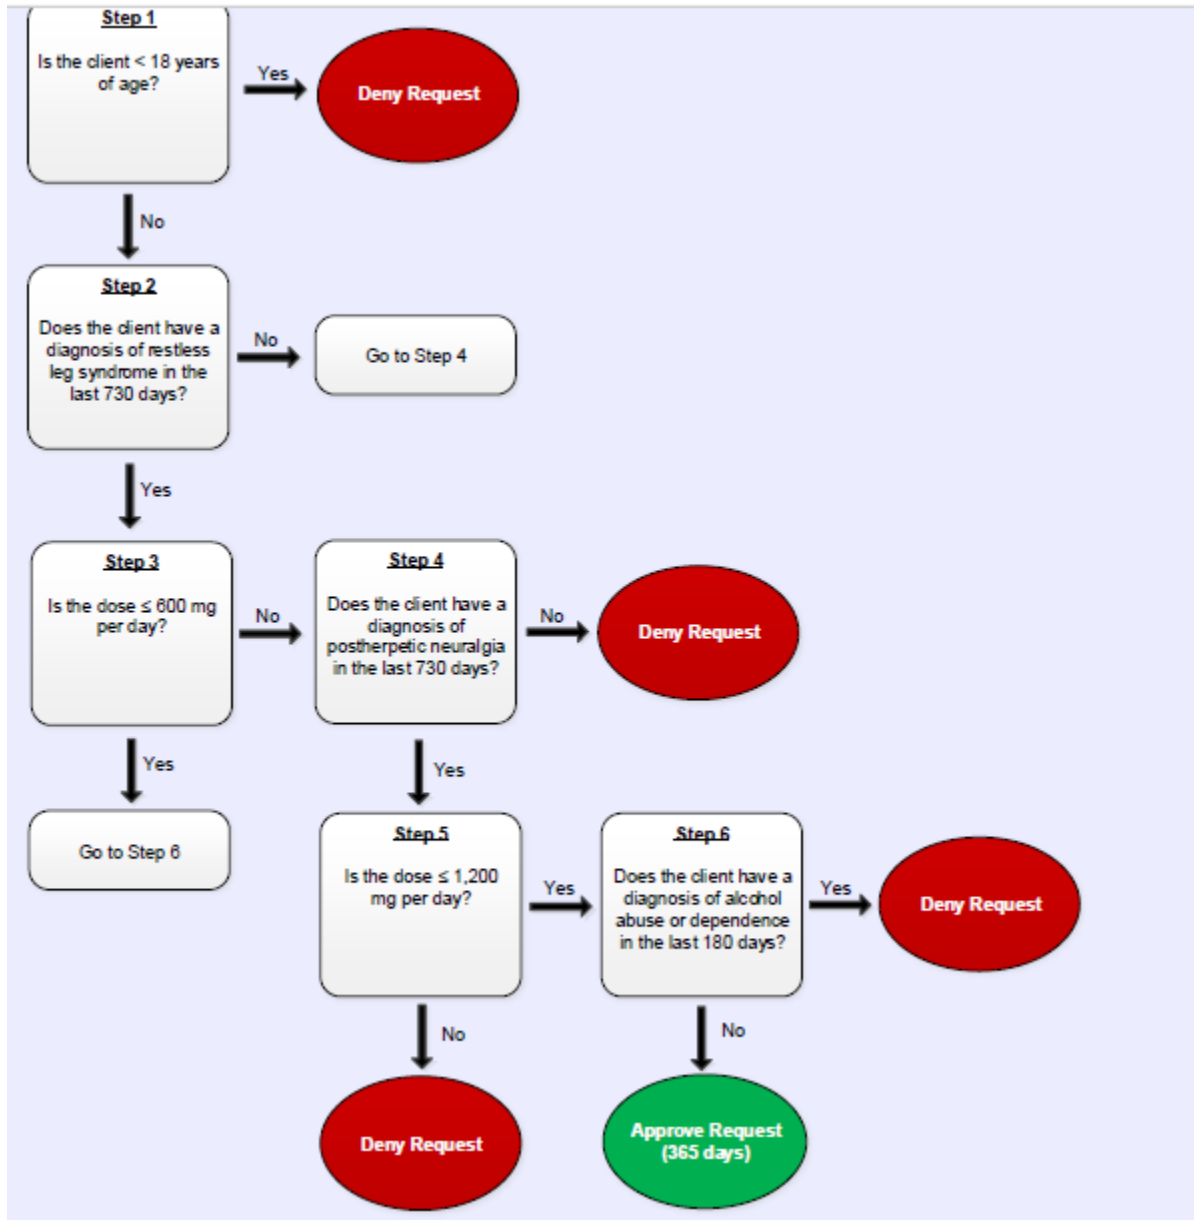 Step 1
Is the client < 18 years
of age?
Yes
Deny Request
No
Step 2
Does the client have a
diagnosis of restless
leg syndrome in the
last 730 days?
No
Go to Step 4
Yes
Step 3
Is the dose ≤ 600 mg
per day?
No
Step 4
Does the client have a
diagnosis of
postherpetic neuralgia
in the last 730 days?
No
Deny Request
Yes
Go to Step 6
Yes
Step 5
Is the dose ≤ 1,200
mg per day?
Yes
Step 6
Does the client have a
diagnosis of alcohol
abuse or dependence
in the last 180 days?
Yes
Deny Request
No
Deny Request
No
Approve Request
(365 days)